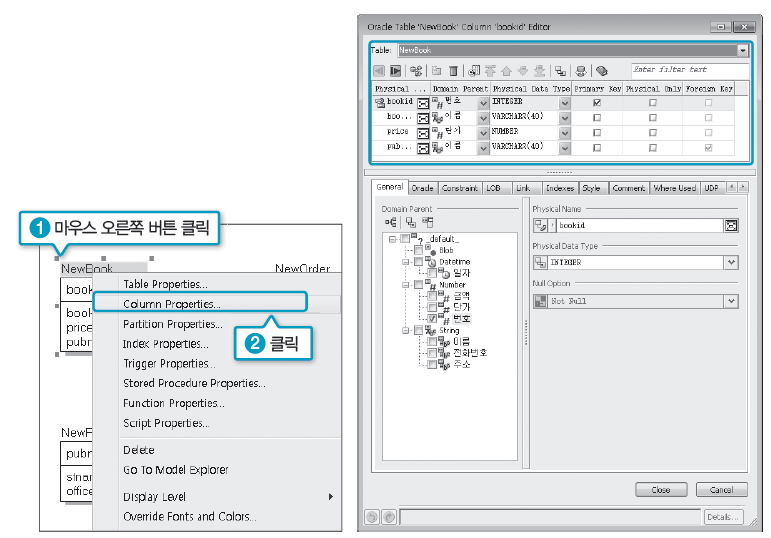 1 마우스 오른쪽 버튼 클릭
NewBook
NewOrder
book
book
price
pubn
Table Properties...
Column Properties...
Partition Properties...
Index Properties...
Trigger Properties...
Stored Procedure Properties...
Function Properties...
Script Properties...
Delete
Go To Model Explorer
Display Level
Override Fonts and Colors...
2 클릭
NewP
pubn
stnar
office
Oracle Table 'NewBook' Column 'bookid' Editor
Table: NewBook
Enter filter text
Physical ... Domain Parent Physical Data Type Primary Key Physical Only Foreign Key
bookid 번호 INTEGER
boo... 이름 VARCHAR2(40)
price 단가 NUMBER
pub... 이름 VARCHAR2(40)
General Oracle Constraint LOB Link Indexes Style Comment Where Used UDP
Domain Parent
_default_
Blob
Datetime
일자
Number
금액
단가
번호
String
이름
전화번호
주소
Physical Name
bookid
Physical Data Type
INTEGER
Null Option
Not Null
Close Cancel
Details...